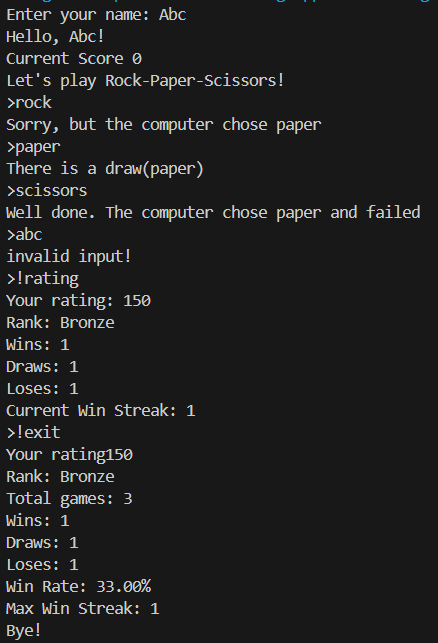 Enter your name: Abc
Hello, Abc!
Current Score 0
Let's play Rock-Paper-Scissors!
>rock
Sorry, but the computer chose paper
>paper
There is a draw(paper)
>scissors
Well done. The computer chose paper and failed
>abc
invalid input!
>!rating
Your rating: 150
Rank: Bronze
Wins: 1
Draws: 1
Loses: 1
Current Win Streak: 1
>!exit
Your rating150
Rank: Bronze
Total games: 3
Wins: 1
Draws: 1
Loses: 1
Win Rate: 33.00%
Max Win Streak: 1
Bye!